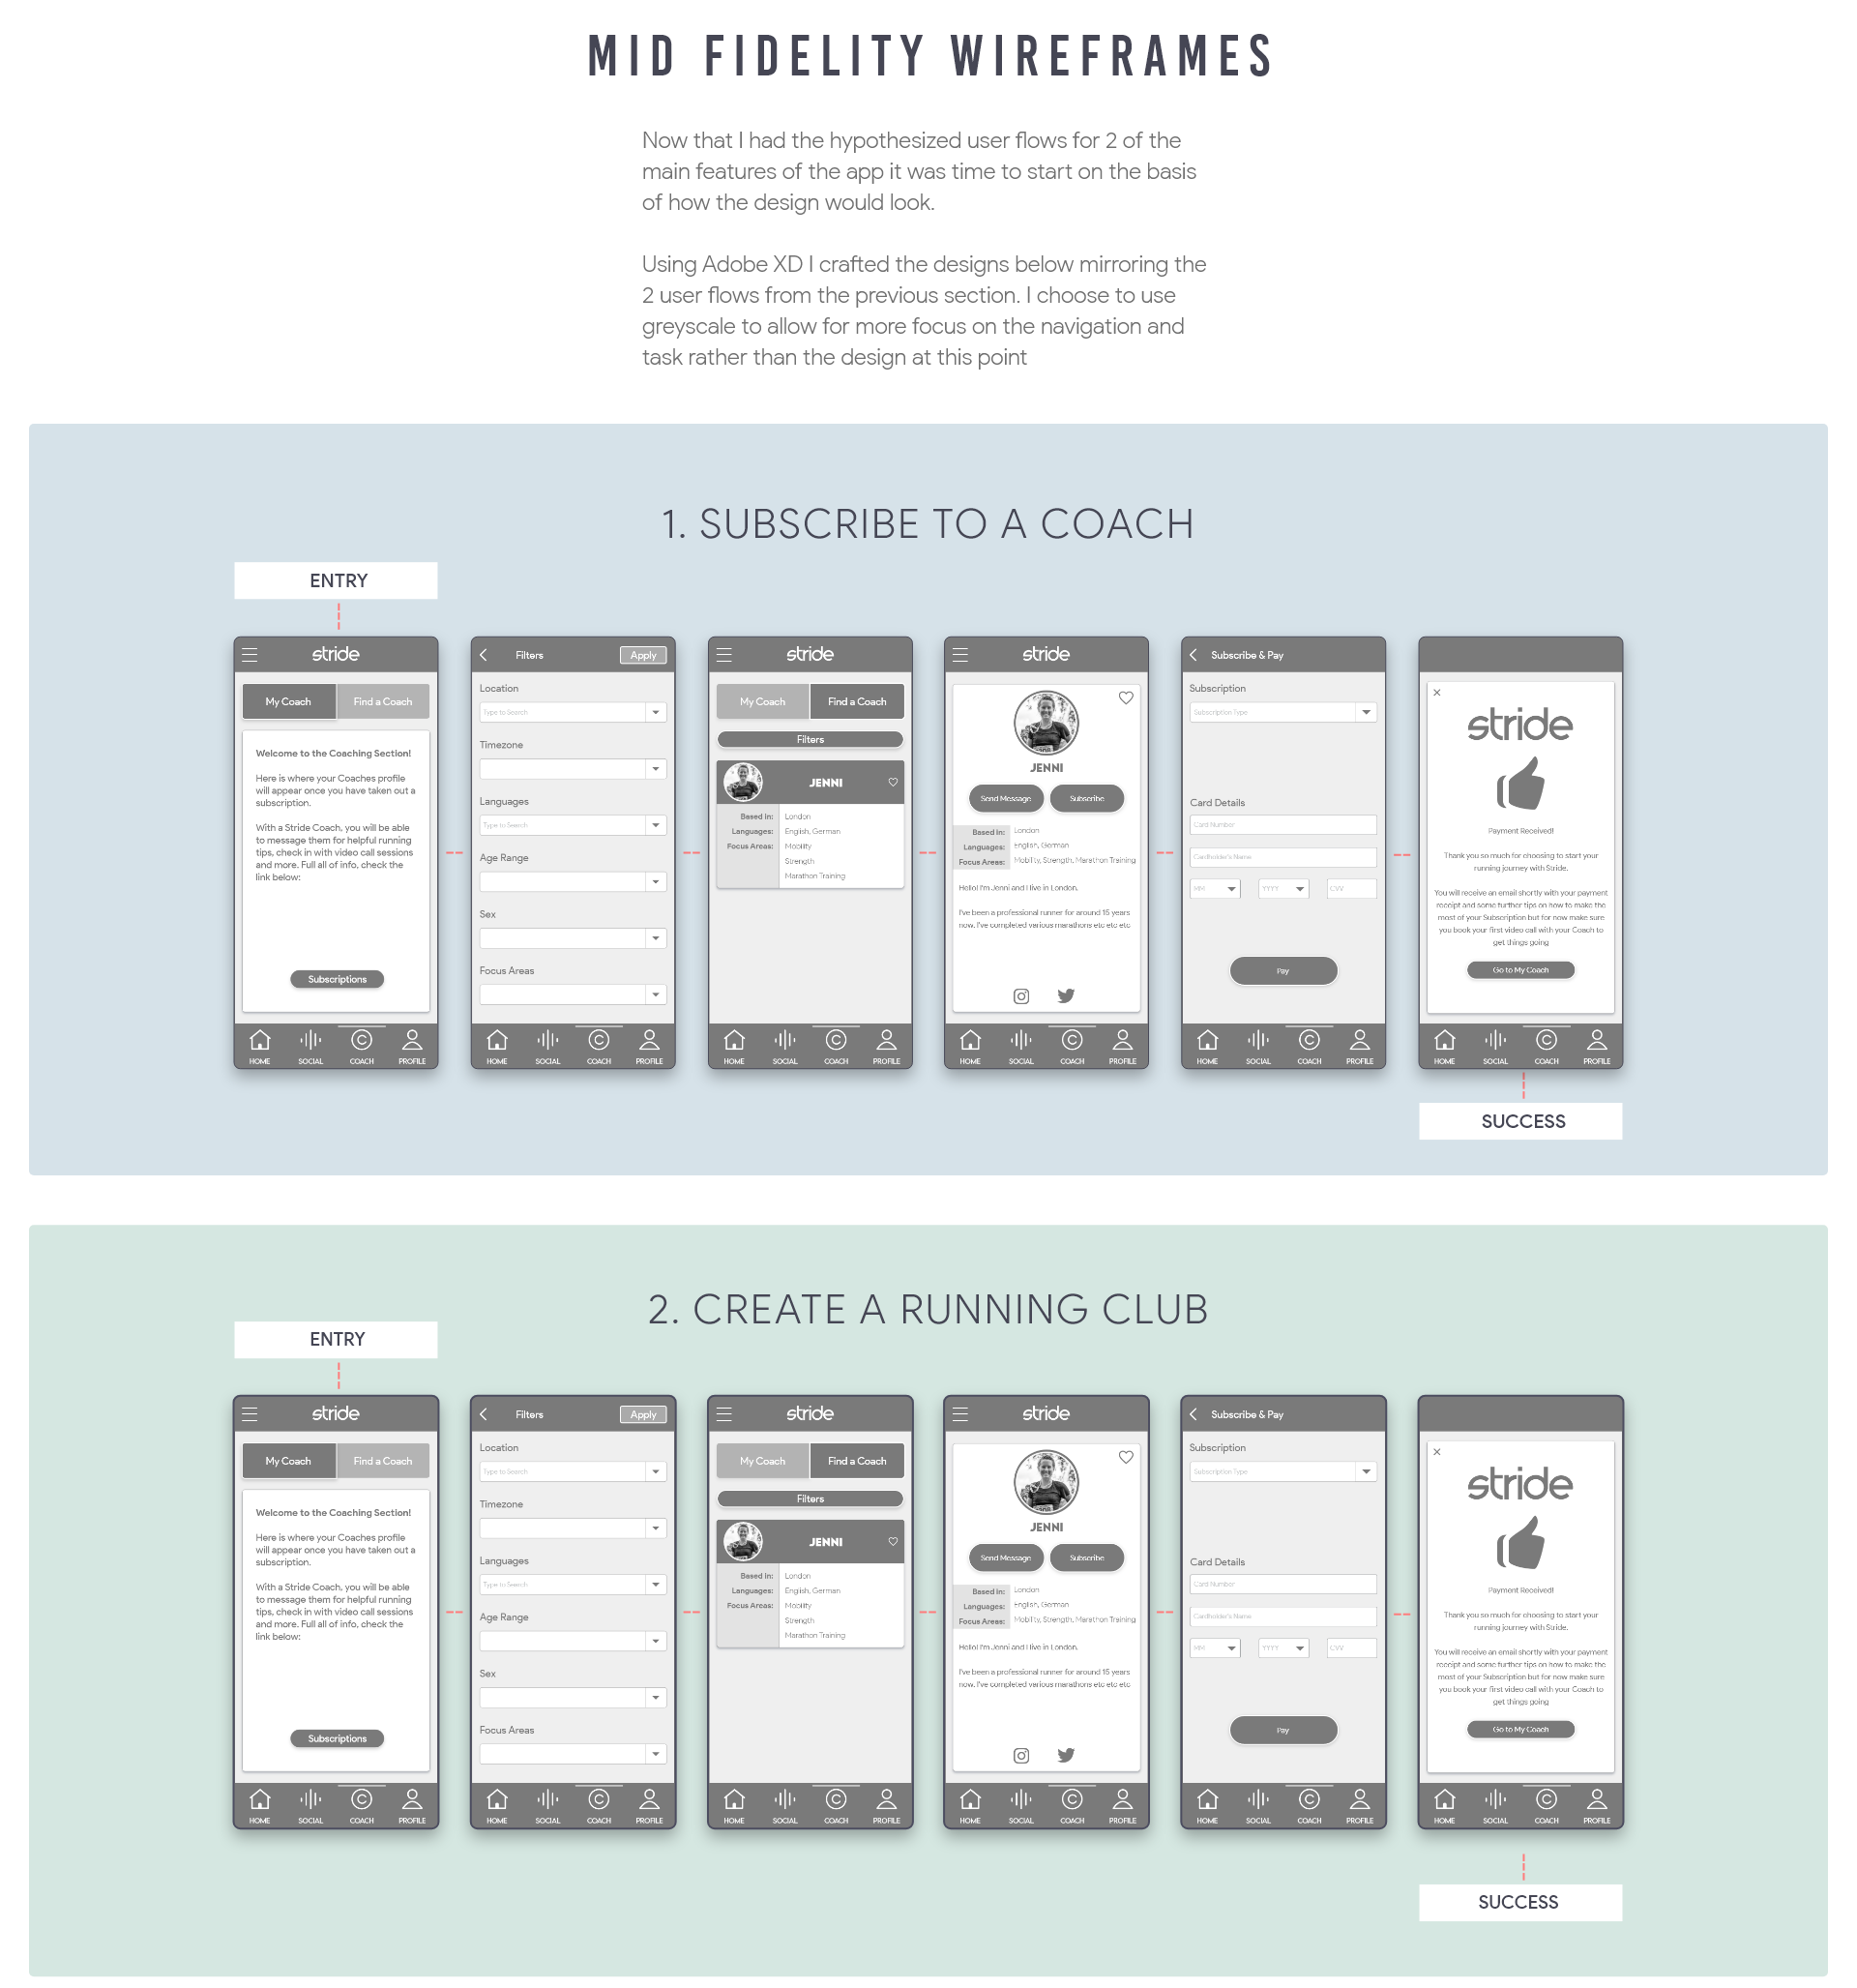 MID FIDELITY WIREFRAMES
Now that I had the hypothesized user flows for 2 of the
main features of the app it was time to start on the basis
of how the design would look.
Using Adobe XD I crafted the designs below mirroring the
2 user flows from the previous section. I choose to use
greyscale to allow for more focus on the navigation and
task rather than the design at this point
1. SUBSCRIBE TO A COACH
ENTRY
stride
My Coach
Find a Coach
Welcome to the Coaching Section!
Here is where your Coaches profile
will appear once you have taken out a
subscription.
With a Stride Coach, you will be able
to message them for helpful running
tips, check in with video call sessions
and more. Full all of info, check the
link below:
Subscriptions
HOME SOCIAL COACH PROFILE
Filters
Apply
Location
Type to Search
Timezone
Languages
Type to Search
Age Range
Sex
Focus Areas
HOME SOCIAL COACH PROFILE
stride
My Coach
Find a Coach
Filters
JENNI
Based in: London
Languages: English, German
Focus Areas: Mobility
Strength
Marathon Training
HOME SOCIAL COACH PROFILE
stride
JENNI
Send Message
Subscribe
Based in: London
Languages: English, German
Focus Areas: Mobility, Strength, Marathon Training
Hello! I'm Jenni and I live in London.
I've been a professional runner for around 15 years
now. I've completed various marathons etc etc etc
HOME SOCIAL COACH PROFILE
Subscribe & Pay
Subscription
Subscription Type
Card Details
Card Number
Cardholder's Name
MM
YYYY
CVV
Pay
HOME SOCIAL COACH PROFILE
stride
Payment Received!
Thank you so much for choosing to start your
running journey with Stride.
You will receive an email shortly with your payment
receipt and some further tips on how to make the
most of your Subscription but for now make sure
you book your first video call with your Coach to
get things going
Go to My Coach
HOME SOCIAL COACH PROFILE
SUCCESS
2. CREATE A RUNNING CLUB
ENTRY
stride
My Coach
Find a Coach
Welcome to the Coaching Section!
Here is where your Coaches profile
will appear once you have taken out a
subscription.
With a Stride Coach, you will be able
to message them for helpful running
tips, check in with video call sessions
and more. Full all of info, check the
link below:
Subscriptions
HOME SOCIAL COACH PROFILE
Filters
Apply
Location
Type to Search
Timezone
Languages
Type to Search
Age Range
Sex
Focus Areas
HOME SOCIAL COACH PROFILE
stride
My Coach
Find a Coach
Filters
JENNI
Based in: London
Languages: English, German
Focus Areas: Mobility
Strength
Marathon Training
HOME SOCIAL COACH PROFILE
stride
JENNI
Send Message
Subscribe
Based in: London
Languages: English, German
Focus Areas: Mobility, Strength, Marathon Training
Hello! I'm Jenni and I live in London.
I've been a professional runner for around 15 years
now. I've completed various marathons etc etc etc
HOME SOCIAL COACH PROFILE
Subscribe & Pay
Subscription
Subscription Type
Card Details
Card Number
Cardholder's Name
MM
YYYY
CVV
Pay
HOME SOCIAL COACH PROFILE
stride
Payment Received!
Thank you so much for choosing to start your
running journey with Stride.
You will receive an email shortly with your payment
receipt and some further tips on how to make the
most of your Subscription but for now make sure
you book your first video call with your Coach to
get things going
Go to My Coach
HOME SOCIAL COACH PROFILE
SUCCESS